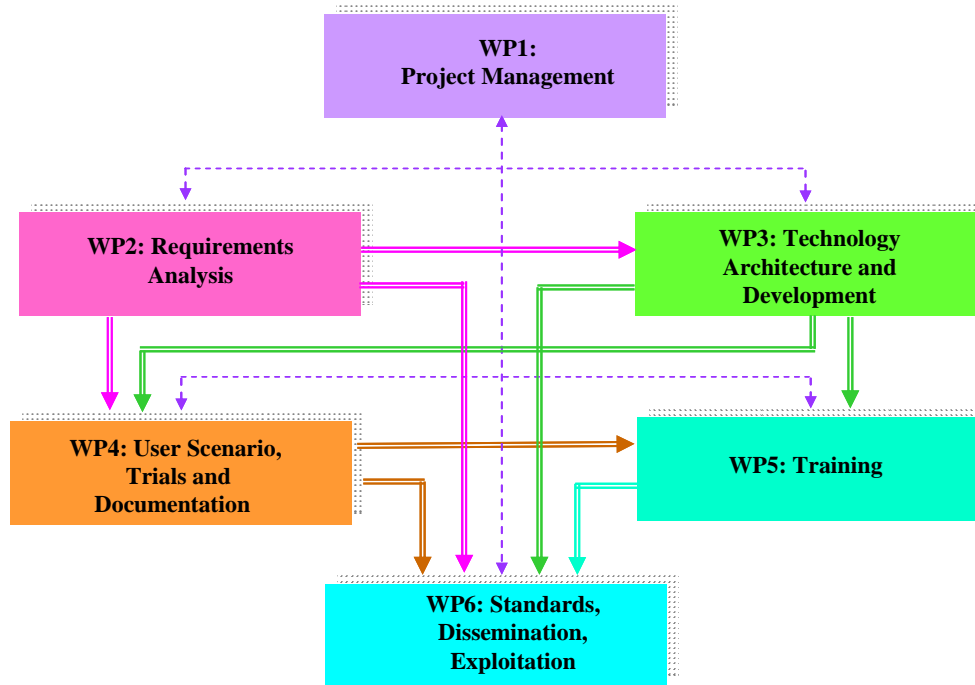 WP1:
Project Management
WP2: Requirements
Analysis
WP3: Technology
Architecture and
Development
WP4: User Scenario,
Trials and
Documentation
WP5: Training
WP6: Standards,
Dissemination,
Exploitation